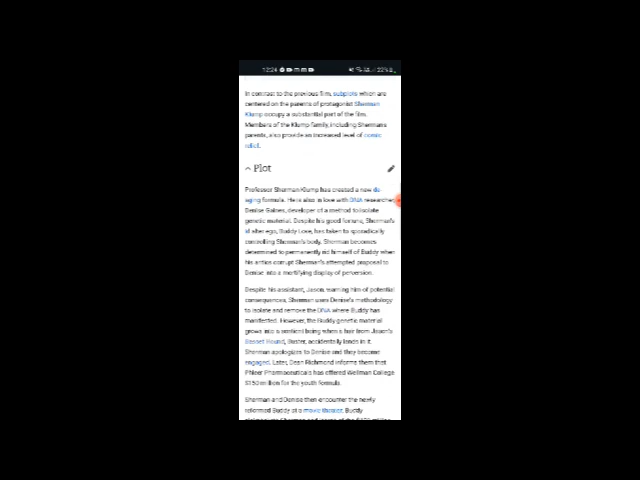 12:24
22%
In contrast to the previous film, subplots which are
centered on the parents of protagonist Sherman
Klump occupy a substantial part of the film.
Members of the Klump family, including Sherman's
parents, also provide an increased level of comic
relief.
Plot
Professor Sherman Klump has created a new de-
aging formula. He is also in love with DNA researcher,
Denise Gaines, developer of a method to isolate
genetic material. Despite his good fortune, Sherman's
alter ego, Buddy Love, has taken to sporadically
controlling Sherman's body. Sherman becomes
determined to permanently rid himself of Buddy when
his antics corrupt Sherman's attempted proposal to
Denise into a mortifying display of perversion.
Despite his assistant, Jason, warning him of potential
consequences, Sherman uses Denise's methodology
to isolate and remove the DNA where Buddy has
manifested. However, the Buddy genetic material
grows into a sentient being when a hair from Jason's
Basset Hound, Buster, accidentally lands in it.
Sherman apologizes to Denise and they become
engaged. Later, Dean Richmond informs them that
Phleer Pharmaceuticals has offered Wellman College
$150 million for the youth formula.
Sherman and Denise then encounter the newly
reformed Buddy at a movie theater. Buddy